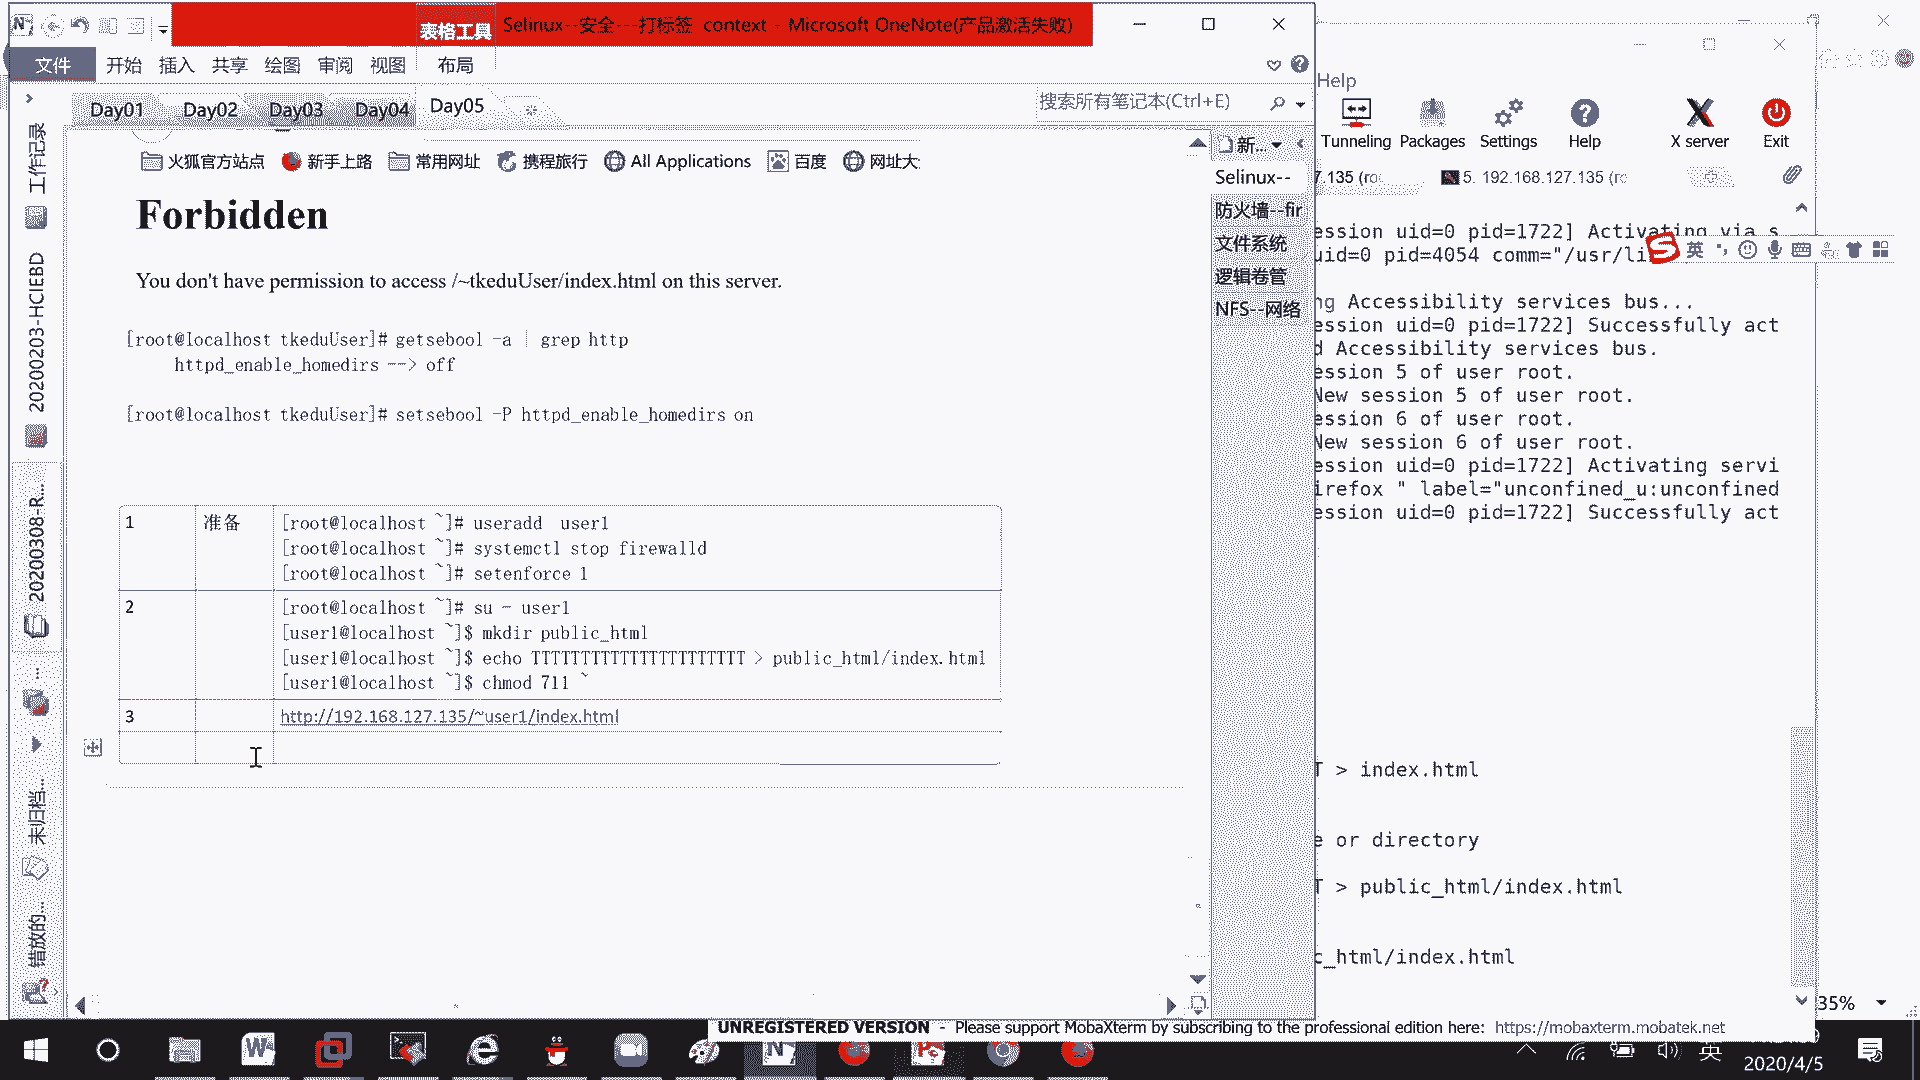 表格工具
Selinux--安全---打标签 context - Microsoft OneNote(产品激活失败)
文件 开始 插入 共享 绘图 审阅 视图 布局
Day01 Day02 Day03 Day04 Day05
搜索所有笔记本(Ctrl+E)
工作记录
20200203-HCIEBD
20200308-R...
...
未归档...
错放的...
火狐官方站点 新手上路 常用网址 携程旅行 All Applications 百度 网址大
Forbidden
You don't have permission to access /~tkeduUser/index.html on this server.
[root@localhost tkeduUser]# getsebool -a | grep http
httpd_enable_homedirs --> off
[root@localhost tkeduUser]# setsebool -P httpd_enable_homedirs on
1 准备 [root@localhost ~]# useradd user1
[root@localhost ~]# systemctl stop firewalld
[root@localhost ~]# setenforce 1
2 [root@localhost ~]# su - user1
[user1@localhost ~]$ mkdir public_html
[user1@localhost ~]$ echo TTTTTTTTTTTTTTTTTTTTTT > public_html/index.html
[user1@localhost ~]$ chmod 711 ~
3 http://192.168.127.135/~user1/index.html
新...
Selinux--
防火墙--fir
文件系统
逻辑卷管
NFS--网络
Help
Tunneling Packages Settings Help X server Exit
7.135 (ro 5. 192.168.127.135 (ro
ession uid=0 pid=1722] Activating via s
uid=0 pid=4054 comm="/usr/li
英
ng Accessibility services bus...
ession uid=0 pid=1722] Successfully act
d Accessibility services bus.
ession 5 of user root.
New session 5 of user root.
ession 6 of user root.
New session 6 of user root.
ession uid=0 pid=1722] Activating servi
irefox " label="unconfined_u:unconfined
ession uid=0 pid=1722] Successfully act
T > index.html
e or directory
T > public_html/index.html
c_html/index.html
35%
UNREGISTERED VERSION - Please support MobaXterm by subscribing to the professional edition here: https://mobaxterm.mobatek.net
英
2020/4/5